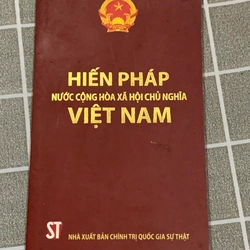 HIẾN PHÁP
NƯỚC CỘNG HÒA XÃ HỘI CHỦ NGHĨA
VIỆT NAM
ST NHÀ XUẤT BẢN CHÍNH TRỊ QUỐC GIA SỰ THẬT